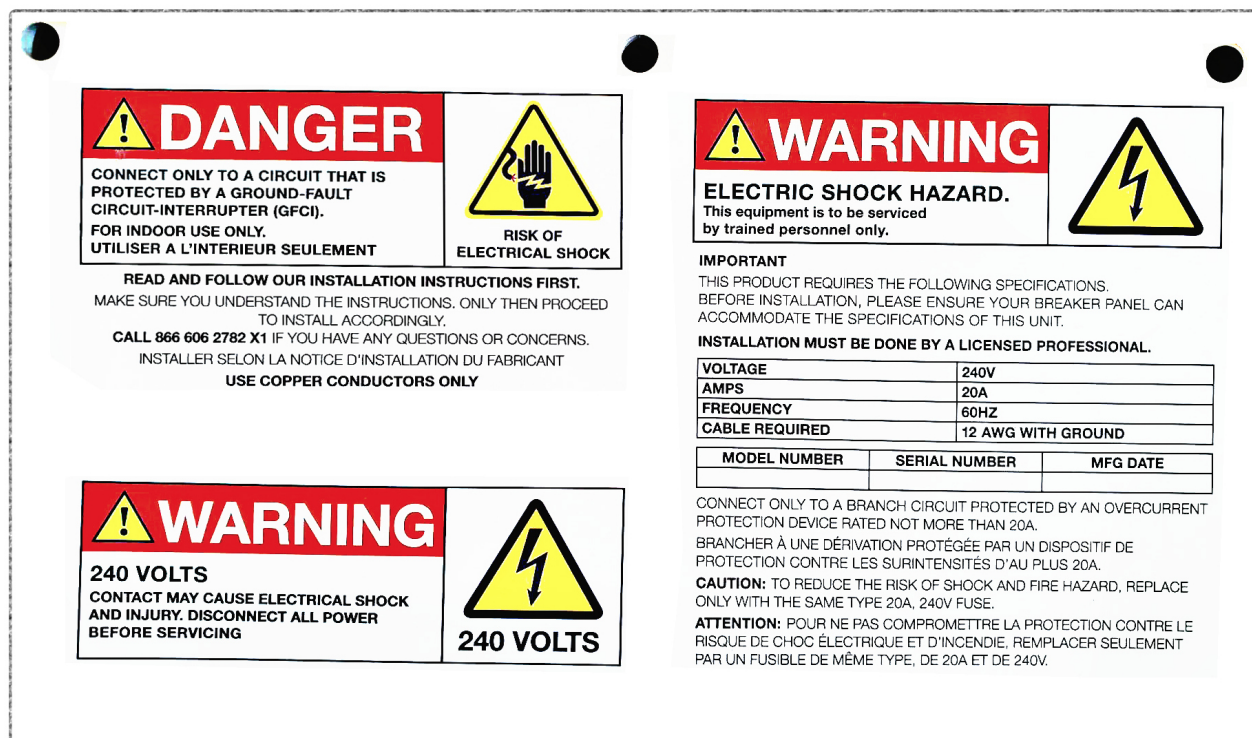 DANGER
CONNECT ONLY TO A CIRCUIT THAT IS
PROTECTED BY A GROUND-FAULT
CIRCUIT-INTERRUPTER (GFCI).
FOR INDOOR USE ONLY.
UTILISER A L'INTERIEUR SEULEMENT
RISK OF
ELECTRICAL SHOCK
READ AND FOLLOW OUR INSTALLATION INSTRUCTIONS FIRST.
MAKE SURE YOU UNDERSTAND THE INSTRUCTIONS. ONLY THEN PROCEED
TO INSTALL ACCORDINGLY.
CALL 866 606 2782 X1 IF YOU HAVE ANY QUESTIONS OR CONCERNS.
INSTALLER SELON LA NOTICE D'INSTALLATION DU FABRICANT
USE COPPER CONDUCTORS ONLY
WARNING
240 VOLTS
CONTACT MAY CAUSE ELECTRICAL SHOCK
AND INJURY. DISCONNECT ALL POWER
BEFORE SERVICING
240 VOLTS
WARNING
ELECTRIC SHOCK HAZARD.
This equipment is to be serviced
by trained personnel only.
IMPORTANT
THIS PRODUCT REQUIRES THE FOLLOWING SPECIFICATIONS.
BEFORE INSTALLATION, PLEASE ENSURE YOUR BREAKER PANEL CAN
ACCOMMODATE THE SPECIFICATIONS OF THIS UNIT.
INSTALLATION MUST BE DONE BY A LICENSED PROFESSIONAL.
VOLTAGE 240V
AMPS 20A
FREQUENCY 60HZ
CABLE REQUIRED 12 AWG WITH GROUND
MODEL NUMBER SERIAL NUMBER MFG DATE
CONNECT ONLY TO A BRANCH CIRCUIT PROTECTED BY AN OVERCURRENT
PROTECTION DEVICE RATED NOT MORE THAN 20A.
BRANCHER À UNE DÉRIVATION PROTÉGÉE PAR UN DISPOSITIF DE
PROTECTION CONTRE LES SURINTENSITÉS D'AU PLUS 20A.
CAUTION: TO REDUCE THE RISK OF SHOCK AND FIRE HAZARD, REPLACE
ONLY WITH THE SAME TYPE 20A, 240V FUSE.
ATTENTION: POUR NE PAS COMPROMETTRE LA PROTECTION CONTRE LE
RISQUE DE CHOC ÉLECTRIQUE ET D'INCENDIE, REMPLACER SEULEMENT
PAR UN FUSIBLE DE MÊME TYPE, DE 20A ET DE 240V.